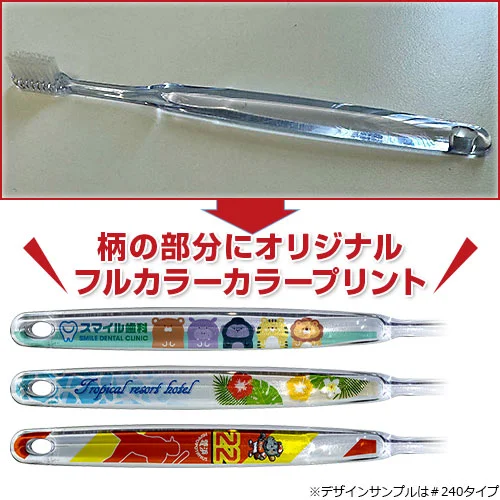 柄の部分にオリジナル
フルカラーカラープリント
スマイル歯科
SMILE DENTAL CLINIC
Tropical resort hotel
22
※デザインサンプルは＃240タイプ